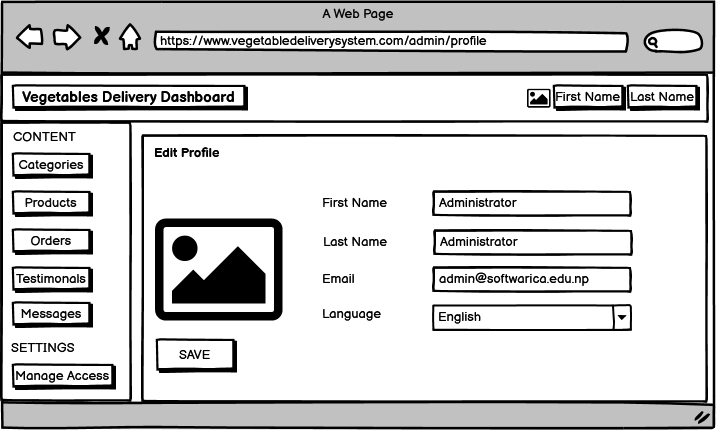 A Web Page
https://www.vegetabledeliverysystem.com/admin/profile
Vegetables Delivery Dashboard
First Name
Last Name
CONTENT
Categories
Products
Orders
Testimonals
Messages
SETTINGS
Manage Access
Edit Profile
First Name
Administrator
Last Name
Administrator
Email
admin@softwarica.edu.np
Language
English
SAVE